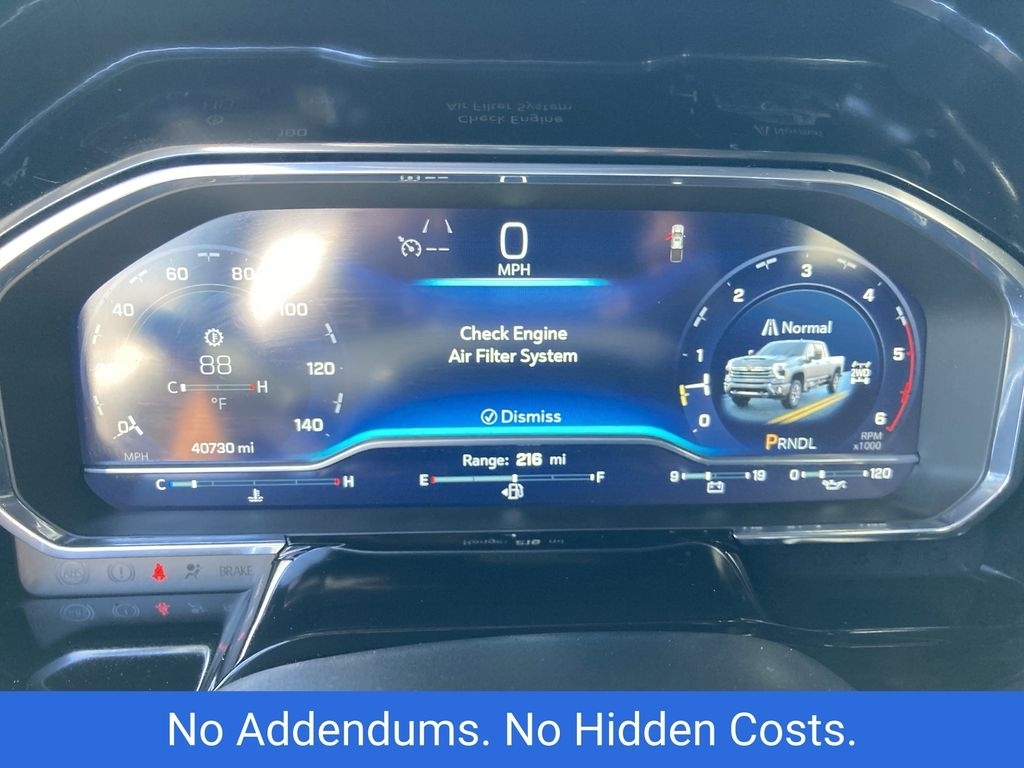 0
MPH
60
80
40
100
120
140
0
MPH
88
C H
°F
40730 mi
Check Engine
Air Filter System
Dismiss
3
2
4
1
5
0
6
Normal
2WD
PRNDL
RPM
x1000
C H
Range: 216 mi
E F
9 19
0 120
BRAKE
No Addendums. No Hidden Costs.